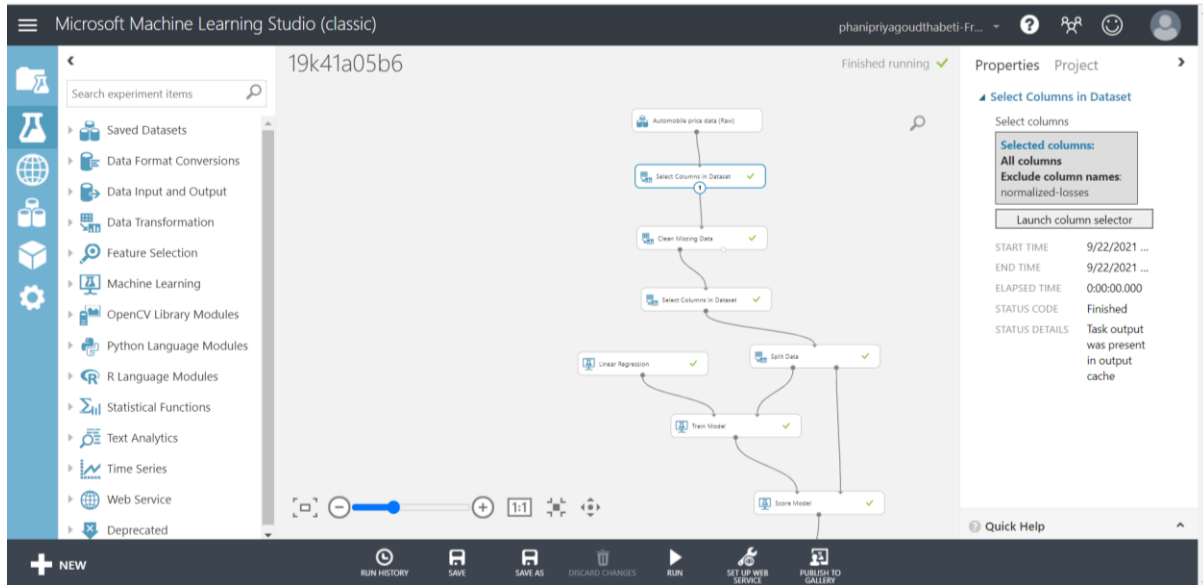 Microsoft Machine Learning Studio (classic)
phanipriyagoudthabeti-Fr...
?
19k41a05b6
Finished running
Search experiment items
Saved Datasets
Data Format Conversions
Data Input and Output
Data Transformation
Feature Selection
Machine Learning
OpenCV Library Modules
Python Language Modules
R Language Modules
Statistical Functions
Text Analytics
Time Series
Web Service
Deprecated
Automobile price data (Raw)
Select Columns in Dataset
1
Clean Missing Data
Select Columns in Dataset
Linear Regression
Split Data
Train Model
Score Model
1:1
Properties Project
Select Columns in Dataset
Select columns
Selected columns:
All columns
Exclude column names:
normalized-losses
Launch column selector
START TIME 9/22/2021 ...
END TIME 9/22/2021 ...
ELAPSED TIME 0:00:00.000
STATUS CODE Finished
STATUS DETAILS Task output
was present
in output
cache
Quick Help
NEW
RUN HISTORY
SAVE
SAVE AS
DISCARD CHANGES
RUN
SET UP WEB
SERVICE
PUBLISH TO
GALLERY